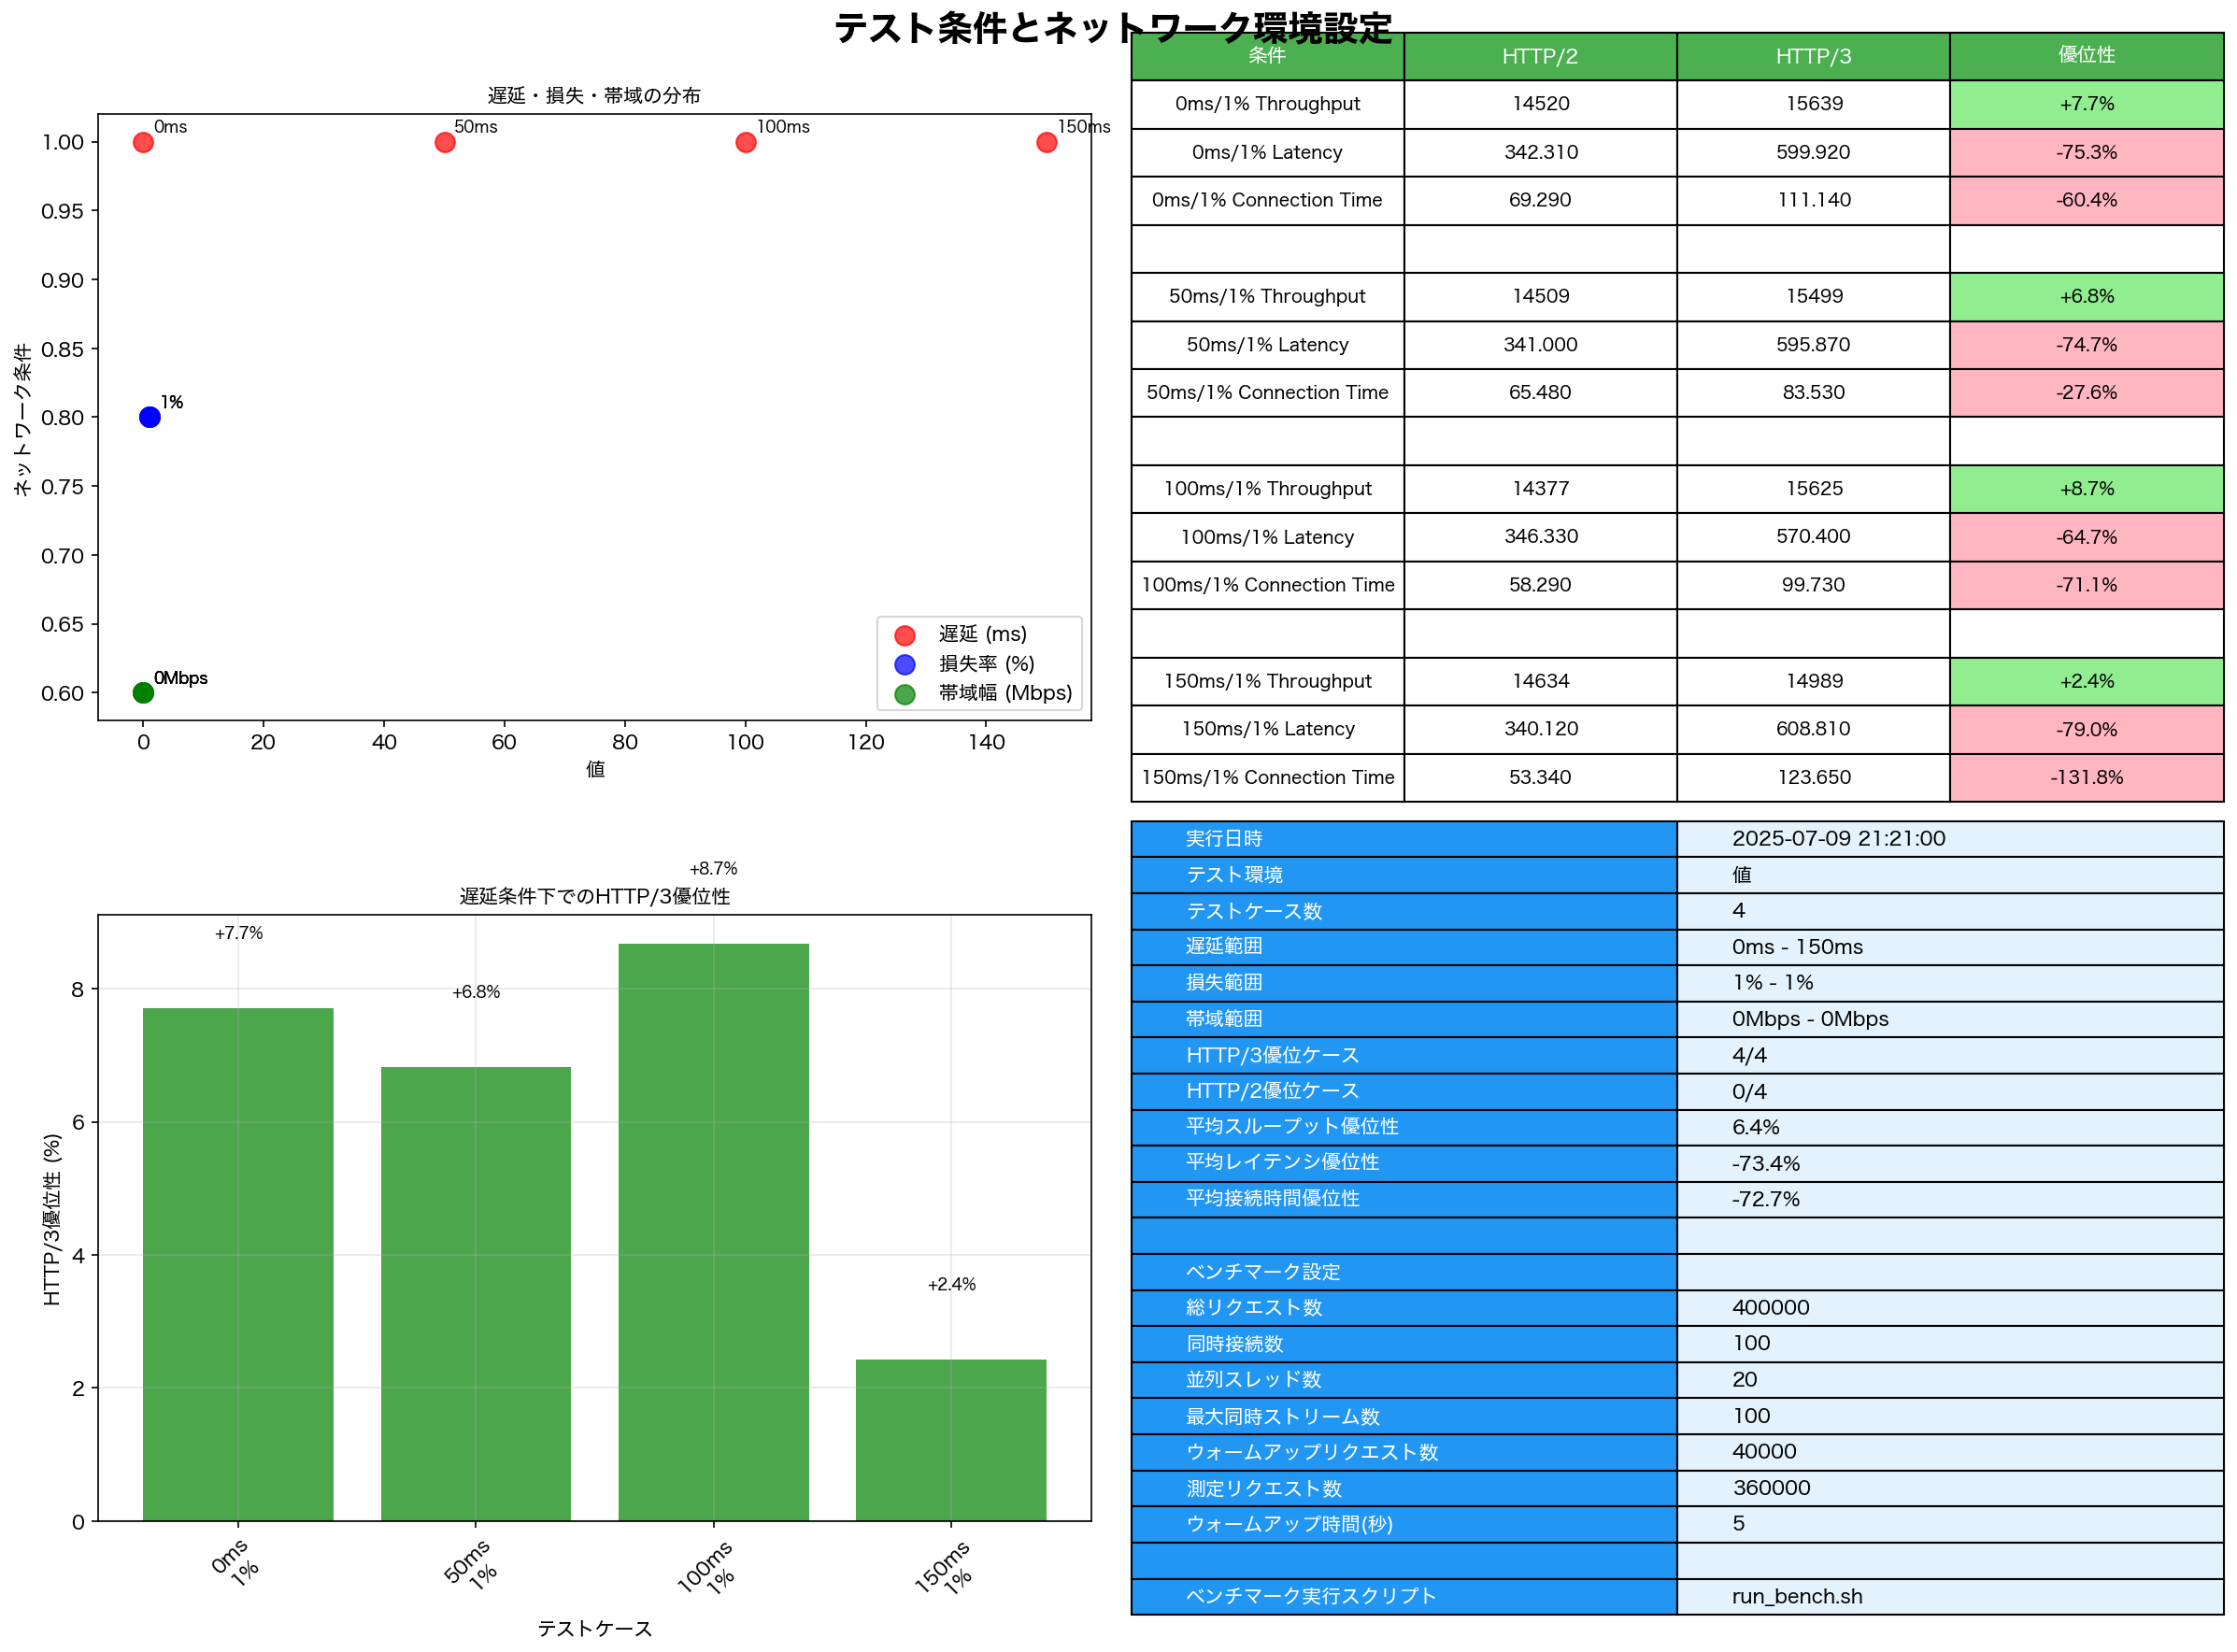 テスト条件とネットワーク環境設定
遅延・損失・帯域の分布
ネットワーク条件
1.00
0.95
0.90
0.85
0.80
0.75
0.70
0.65
0.60
0ms
50ms
100ms
150ms
1%
0Mbps
遅延 (ms)
損失率 (%)
帯域幅 (Mbps)
0 20 40 60 80 100 120 140
値
条件 HTTP/2 HTTP/3 優位性
0ms/1% Throughput 14520 15639 +7.7%
0ms/1% Latency 342.310 599.920 -75.3%
0ms/1% Connection Time 69.290 111.140 -60.4%
50ms/1% Throughput 14509 15499 +6.8%
50ms/1% Latency 341.000 595.870 -74.7%
50ms/1% Connection Time 65.480 83.530 -27.6%
100ms/1% Throughput 14377 15625 +8.7%
100ms/1% Latency 346.330 570.400 -64.7%
100ms/1% Connection Time 58.290 99.730 -71.1%
150ms/1% Throughput 14634 14989 +2.4%
150ms/1% Latency 340.120 608.810 -79.0%
150ms/1% Connection Time 53.340 123.650 -131.8%
遅延条件下でのHTTP/3優位性
HTTP/3優位性 (%)
8
6
4
2
0
+7.7%
+6.8%
+8.7%
+2.4%
0ms
1%
50ms
1%
100ms
1%
150ms
1%
テストケース
実行日時 2025-07-09 21:21:00
テスト環境 値
テストケース数 4
遅延範囲 0ms - 150ms
損失範囲 1% - 1%
帯域範囲 0Mbps - 0Mbps
HTTP/3優位ケース 4/4
HTTP/2優位ケース 0/4
平均スループット優位性 6.4%
平均レイテンシ優位性 -73.4%
平均接続時間優位性 -72.7%
ベンチマーク設定
総リクエスト数 400000
同時接続数 100
並列スレッド数 20
最大同時ストリーム数 100
ウォームアップリクエスト数 40000
測定リクエスト数 360000
ウォームアップ時間(秒) 5
ベンチマーク実行スクリプト run_bench.sh